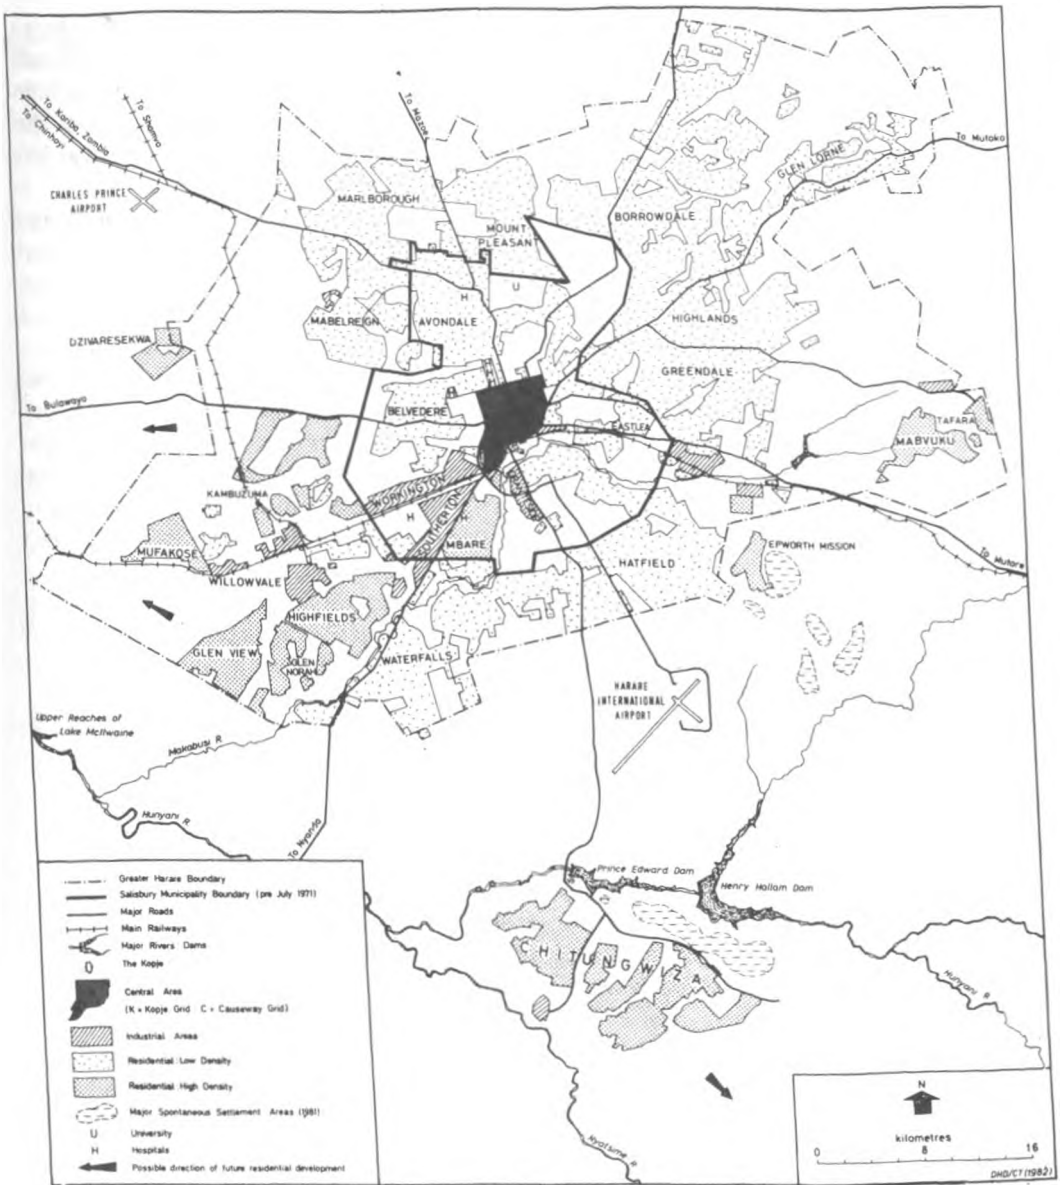 To Kariba, Zambia
To Chinhoyi
To Shamva
To Mazoe
To Mutoko
CHARLES PRINCE
AIRPORT
MARLBOROUGH
MOUNT
PLEASANT
BORROWDALE
GLEN LORNE
H
U
MABELREIGN
AVONDALE
HIGHLANDS
DZIVARESEKWA
GREENDALE
To Bulawayo
BELVEDERE
EASTLEA
TAFARA
MABVUKU
KAMBUZUMA
WORKINGTON
H
H
SOUTHERTON
MBARE
MUFAKOSE
WILLOWVALE
HATFIELD
EPWORTH MISSION
To Mutare
HIGHFIELDS
GLEN VIEW
GLEN
NORAH
WATERFALLS
HARARE
INTERNATIONAL
AIRPORT
Upper Reaches of
Lake McIlwaine
Makabusi R.
Hunyani R.
To Nyanda
Prince Edward Dam
Henry Hallam Dam
CHITUNGWIZA
Hunyani R.
Nyatsime R.
Greater Harare Boundary
Salisbury Municipality Boundary (pre July 1971)
Major Roads
Main Railways
Major Rivers Dams
The Kopje
Central Area
(K = Kopje Grid C = Causeway Grid)
Industrial Areas
Residential: Low Density
Residential: High Density
Major Spontaneous Settlement Areas (1981)
U University
H Hospitals
Possible direction of future residential development
N
kilometres
0 8 16
DHD/CT (1982)